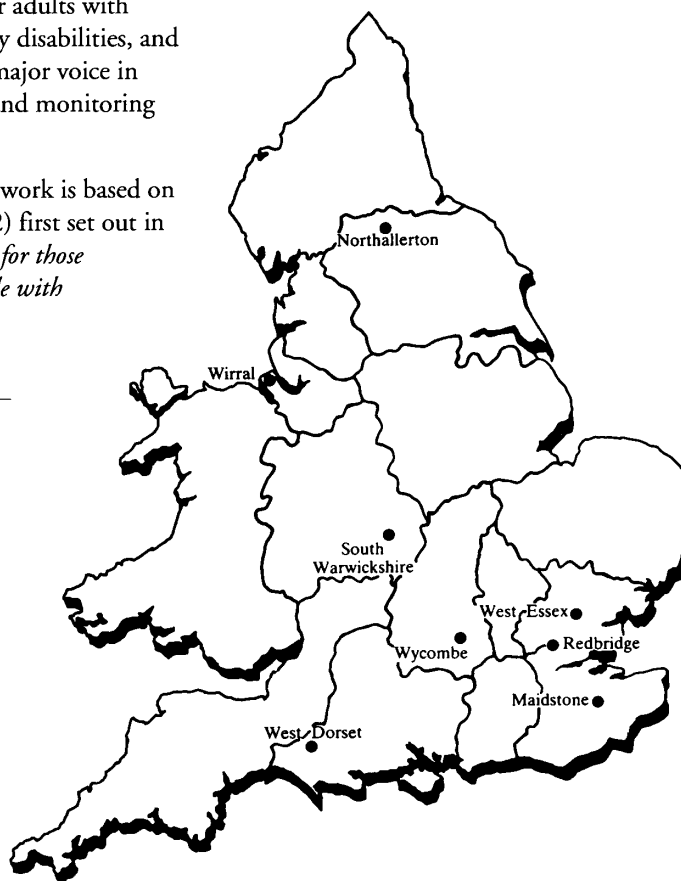 r adults with
y disabilities, and
major voice in
nd monitoring
work is based on
2) first set out in
for those
le with
Northallerton
Wirral
South
Warwickshire
West Essex
Redbridge
Wycombe
Maidstone
West Dorset